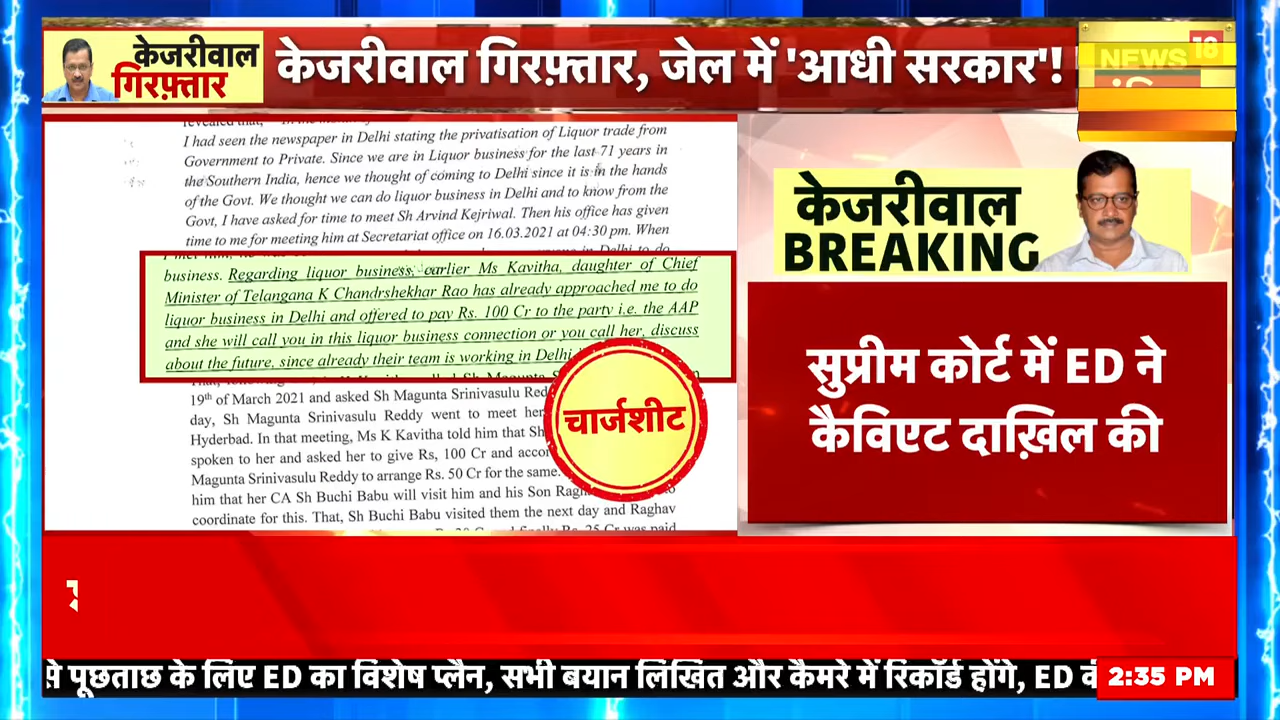 केजरीवाल
गिरफ़्तार
केजरीवाल गिरफ़्तार, जेल में 'आधी सरकार'!
NEWS 18
I had seen the newspaper in Delhi stating the privatisation of Liquor trade from
Government to Private. Since we are in Liquor business for the last 71 years in
the Southern India, hence we thought of coming to Delhi since it is in the hands
of the Govt. We thought we can do liquor business in Delhi and to know from the
Govt, I have asked for time to meet Sh Arvind Kejriwal. Then his office has given
time to me for meeting him at Secretariat office on 16.03.2021 at 04:30 pm. When
business. Regarding liquor business, earlier Ms Kavitha, daughter of Chief
Minister of Telangana K Chandrshekhar Rao has already approached me to do
liquor business in Delhi and offered to pay Rs. 100 Cr to the party i.e. the AAP
and she will call you in this liquor business connection or you call her, discuss
about the future, since already their team is working in Delhi
19th of March 2021 and asked Sh Magunta Srinivasulu Red
day, Sh Magunta Srinivasulu Reddy went to meet her
Hyderbad. In that meeting, Ms K Kavitha told him that Sh
spoken to her and asked her to give Rs, 100 Cr and accor
Magunta Srinivasulu Reddy to arrange Rs. 50 Cr for the same.
him that her CA Sh Buchi Babu will visit him and his Son Ragh
coordinate for this. That, Sh Buchi Babu visited them the next day and Raghav
चार्जशीट
केजरीवाल
BREAKING
सुप्रीम कोर्ट में ED ने
कैविएट दाख़िल की
से पूछताछ के लिए ED का विशेष प्लैन, सभी बयान लिखित और कैमरे में रिकॉर्ड होंगे, ED
2:35 PM